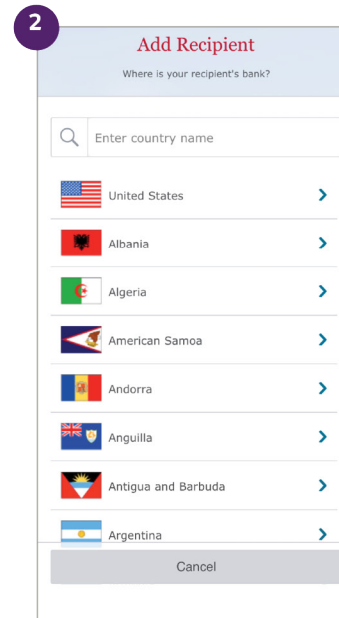 2
Add Recipient
Where is your recipient's bank?
Enter country name
United States
Albania
Algeria
American Samoa
Andorra
Anguilla
Antigua and Barbuda
Argentina
Cancel